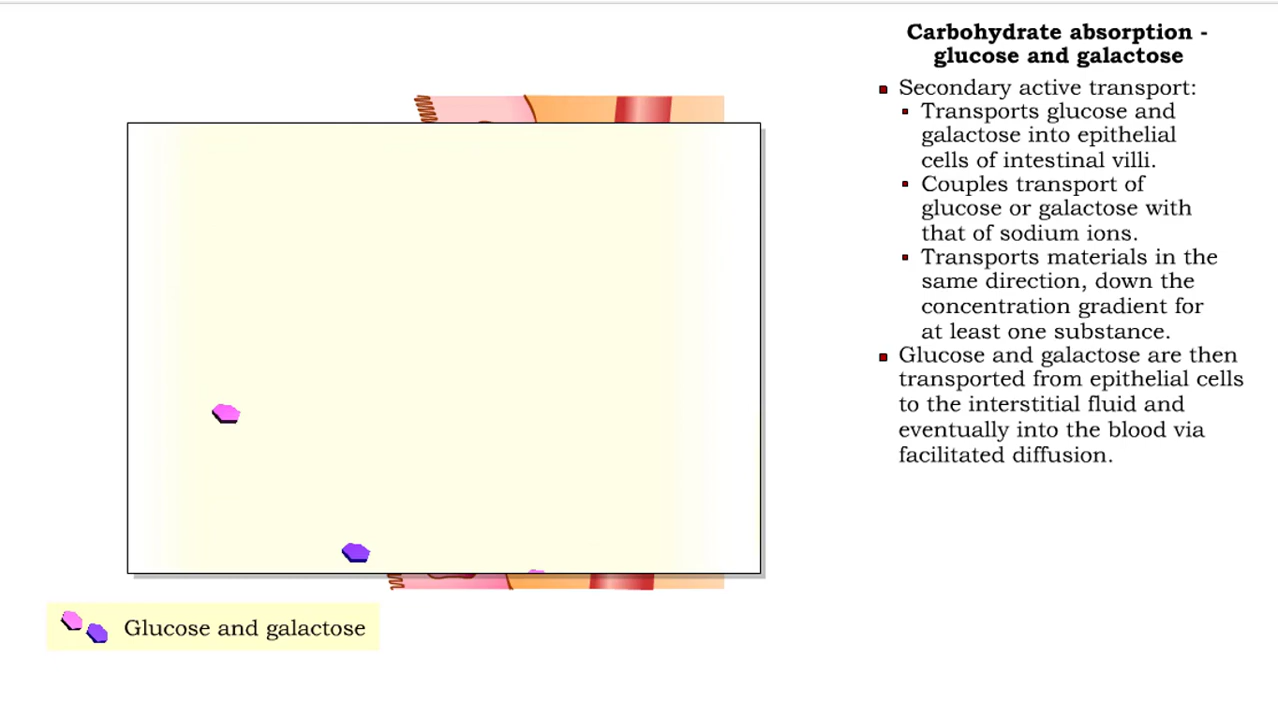 Carbohydrate absorption -
glucose and galactose
Secondary active transport:
Transports glucose and
galactose into epithelial
cells of intestinal villi.
Couples transport of
glucose or galactose with
that of sodium ions.
Transports materials in the
same direction, down the
concentration gradient for
at least one substance.
Glucose and galactose are then
transported from epithelial cells
to the interstitial fluid and
eventually into the blood via
facilitated diffusion.
Glucose and galactose